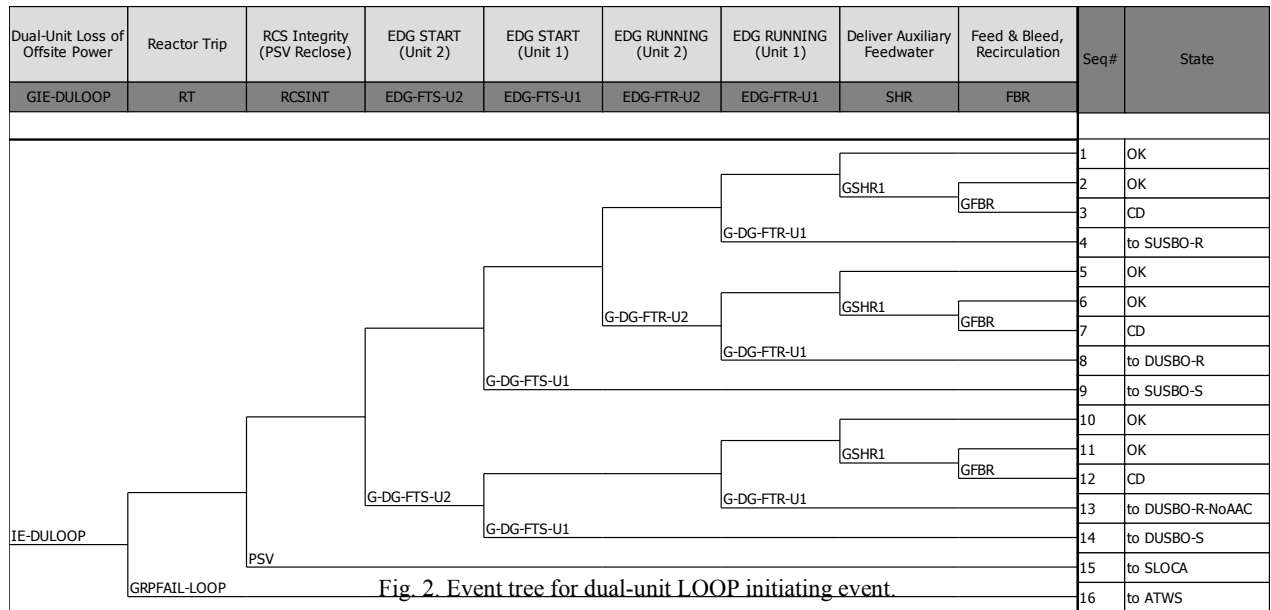 Dual-Unit Loss of Offsite Power
Reactor Trip
RCS Integrity (PSV Reclose)
EDG START (Unit 2)
EDG START (Unit 1)
EDG RUNNING (Unit 2)
EDG RUNNING (Unit 1)
Deliver Auxiliary Feedwater
Feed & Bleed, Recirculation
Seq#
State
GIE-DULOOP
RT
RCSINT
EDG-FTS-U2
EDG-FTS-U1
EDG-FTR-U2
EDG-FTR-U1
SHR
FBR
1 OK
GSHR1
2 OK
GFBR
3 CD
G-DG-FTR-U1
4 to SUSBO-R
5 OK
GSHR1
6 OK
G-DG-FTR-U2
GFBR
7 CD
G-DG-FTR-U1
8 to DUSBO-R
G-DG-FTS-U1
9 to SUSBO-S
10 OK
GSHR1
11 OK
GFBR
12 CD
G-DG-FTS-U2
G-DG-FTR-U1
13 to DUSBO-R-NoAAC
G-DG-FTS-U1
14 to DUSBO-S
IE-DULOOP
PSV
15 to SLOCA
GRPFAIL-LOOP
16 to ATWS
Fig. 2. Event tree for dual-unit LOOP initiating event.